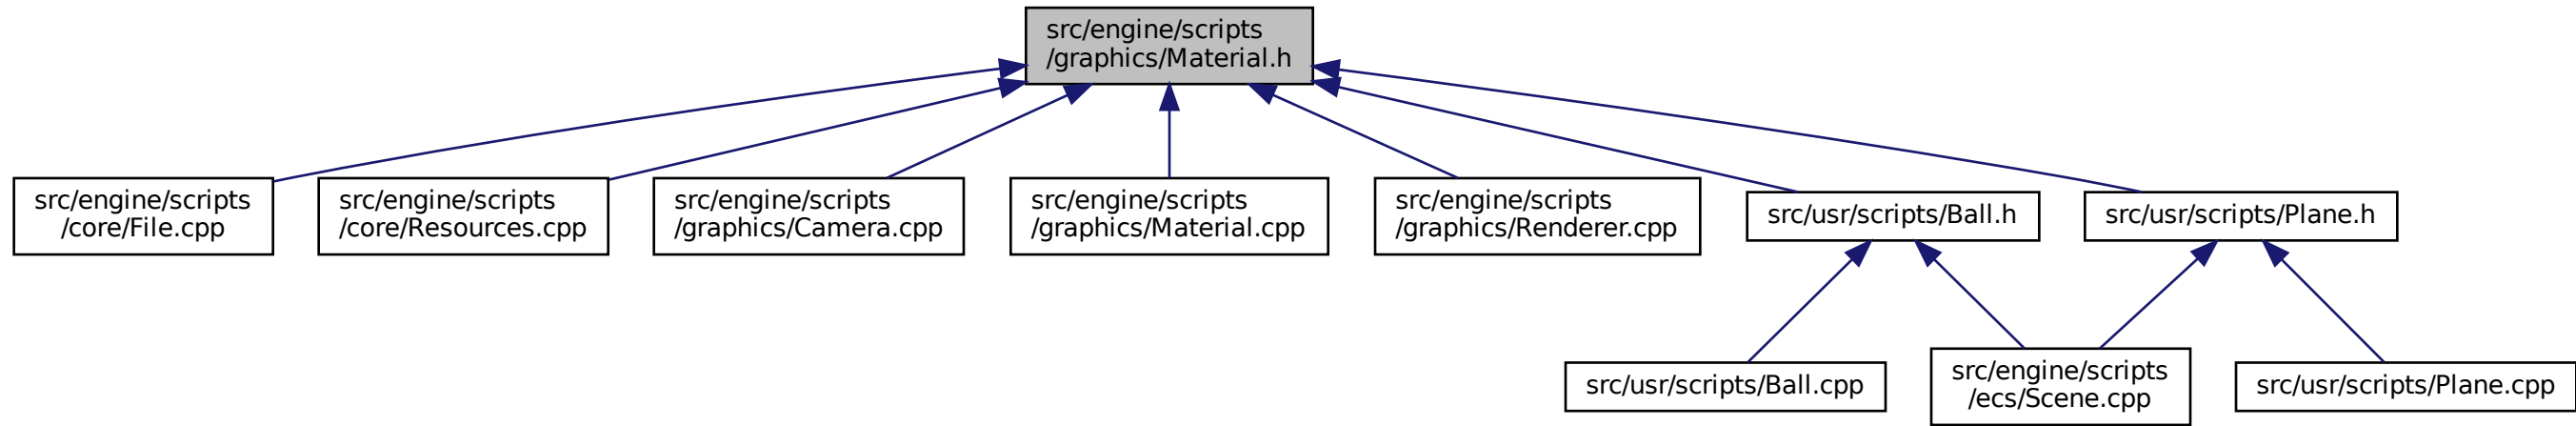 src/engine/scripts
/graphics/Material.h
src/engine/scripts
/core/File.cpp
src/engine/scripts
/core/Resources.cpp
src/engine/scripts
/graphics/Camera.cpp
src/engine/scripts
/graphics/Material.cpp
src/engine/scripts
/graphics/Renderer.cpp
src/usr/scripts/Ball.h
src/usr/scripts/Plane.h
src/usr/scripts/Ball.cpp
src/engine/scripts
/ecs/Scene.cpp
src/usr/scripts/Plane.cpp